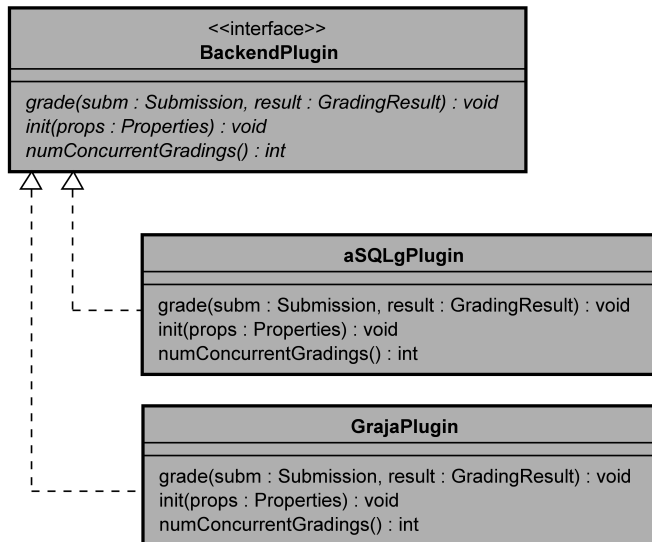 <<interface>>
BackendPlugin
grade(subm : Submission, result : GradingResult) : void
init(props : Properties) : void
numConcurrentGradings() : int
aSQLgPlugin
grade(subm : Submission, result : GradingResult) : void
init(props : Properties) : void
numConcurrentGradings() : int
GrajaPlugin
grade(subm : Submission, result : GradingResult) : void
init(props : Properties) : void
numConcurrentGradings() : int